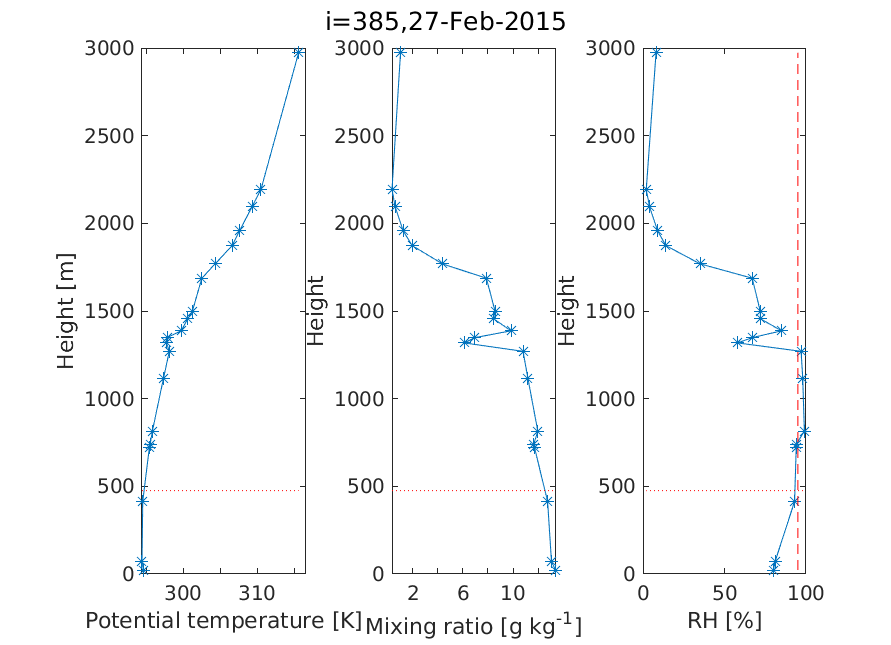 i=385,27-Feb-2015
3000
2500
2000
1500
1000
500
0
Height [m]
300 310
Potential temperature [K]
3000
2500
2000
1500
1000
500
0
Height
2 6 10
Mixing ratio [g kg-1]
3000
2500
2000
1500
1000
500
0
Height
0 50 100
RH [%]